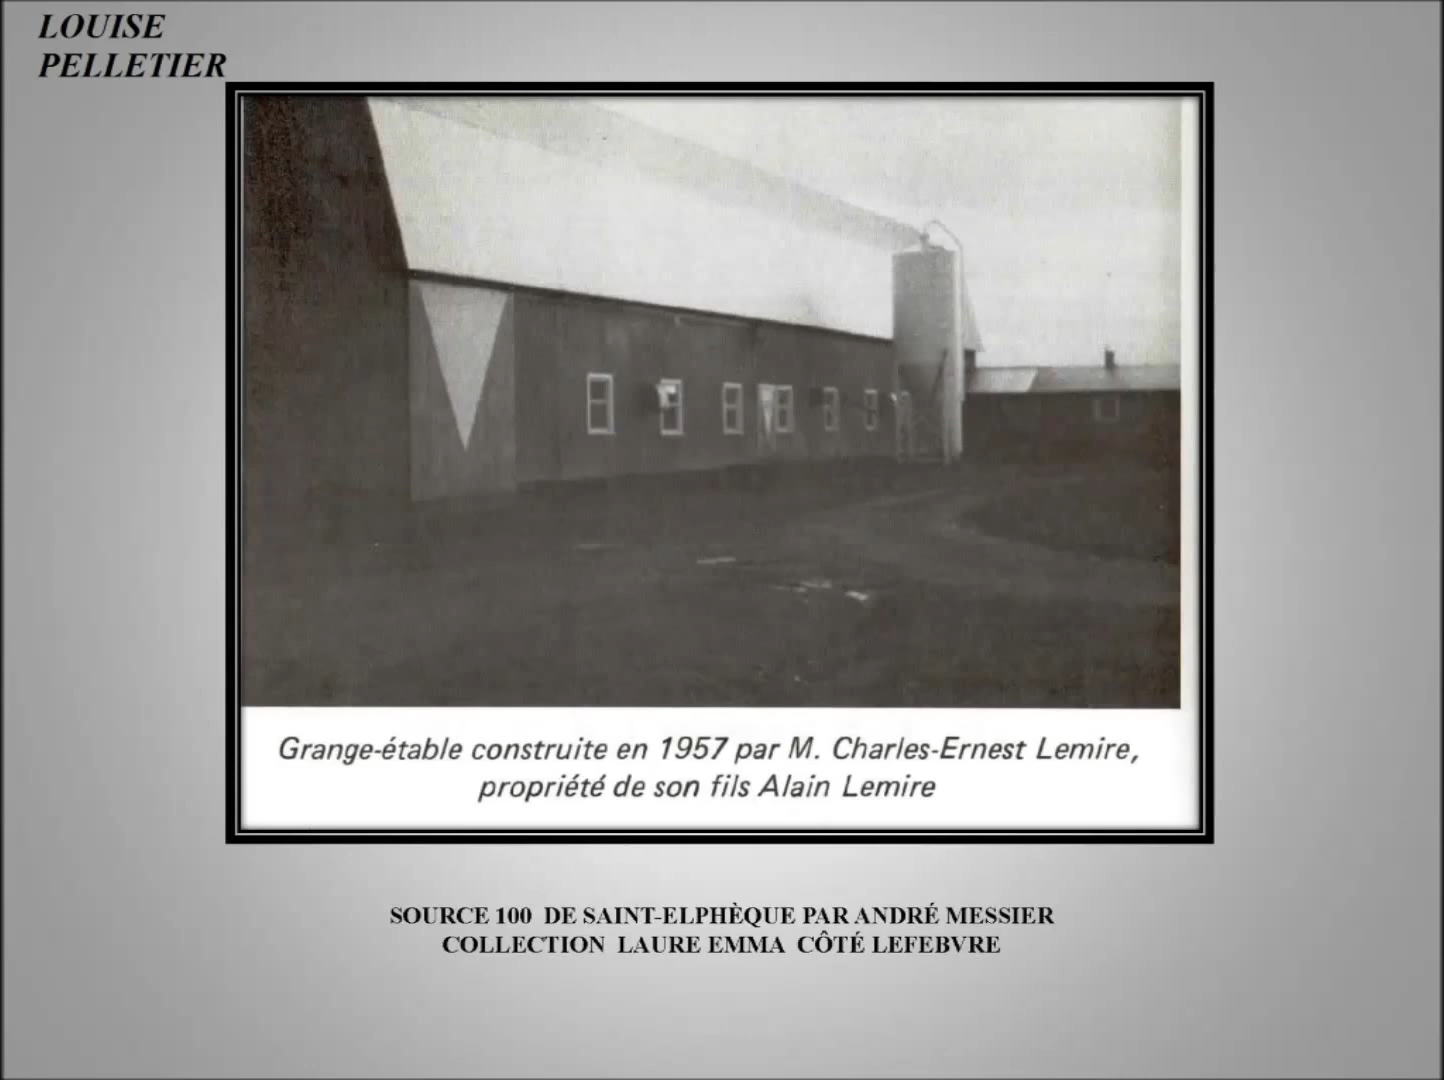 LOUISE
PELLETIER
Grange-étable construite en 1957 par M. Charles-Ernest Lemire,
propriété de son fils Alain Lemire
SOURCE 100 DE SAINT-ELPHÈQUE PAR ANDRÉ MESSIER
COLLECTION LAURE EMMA CÔTÉ LEFEBVRE